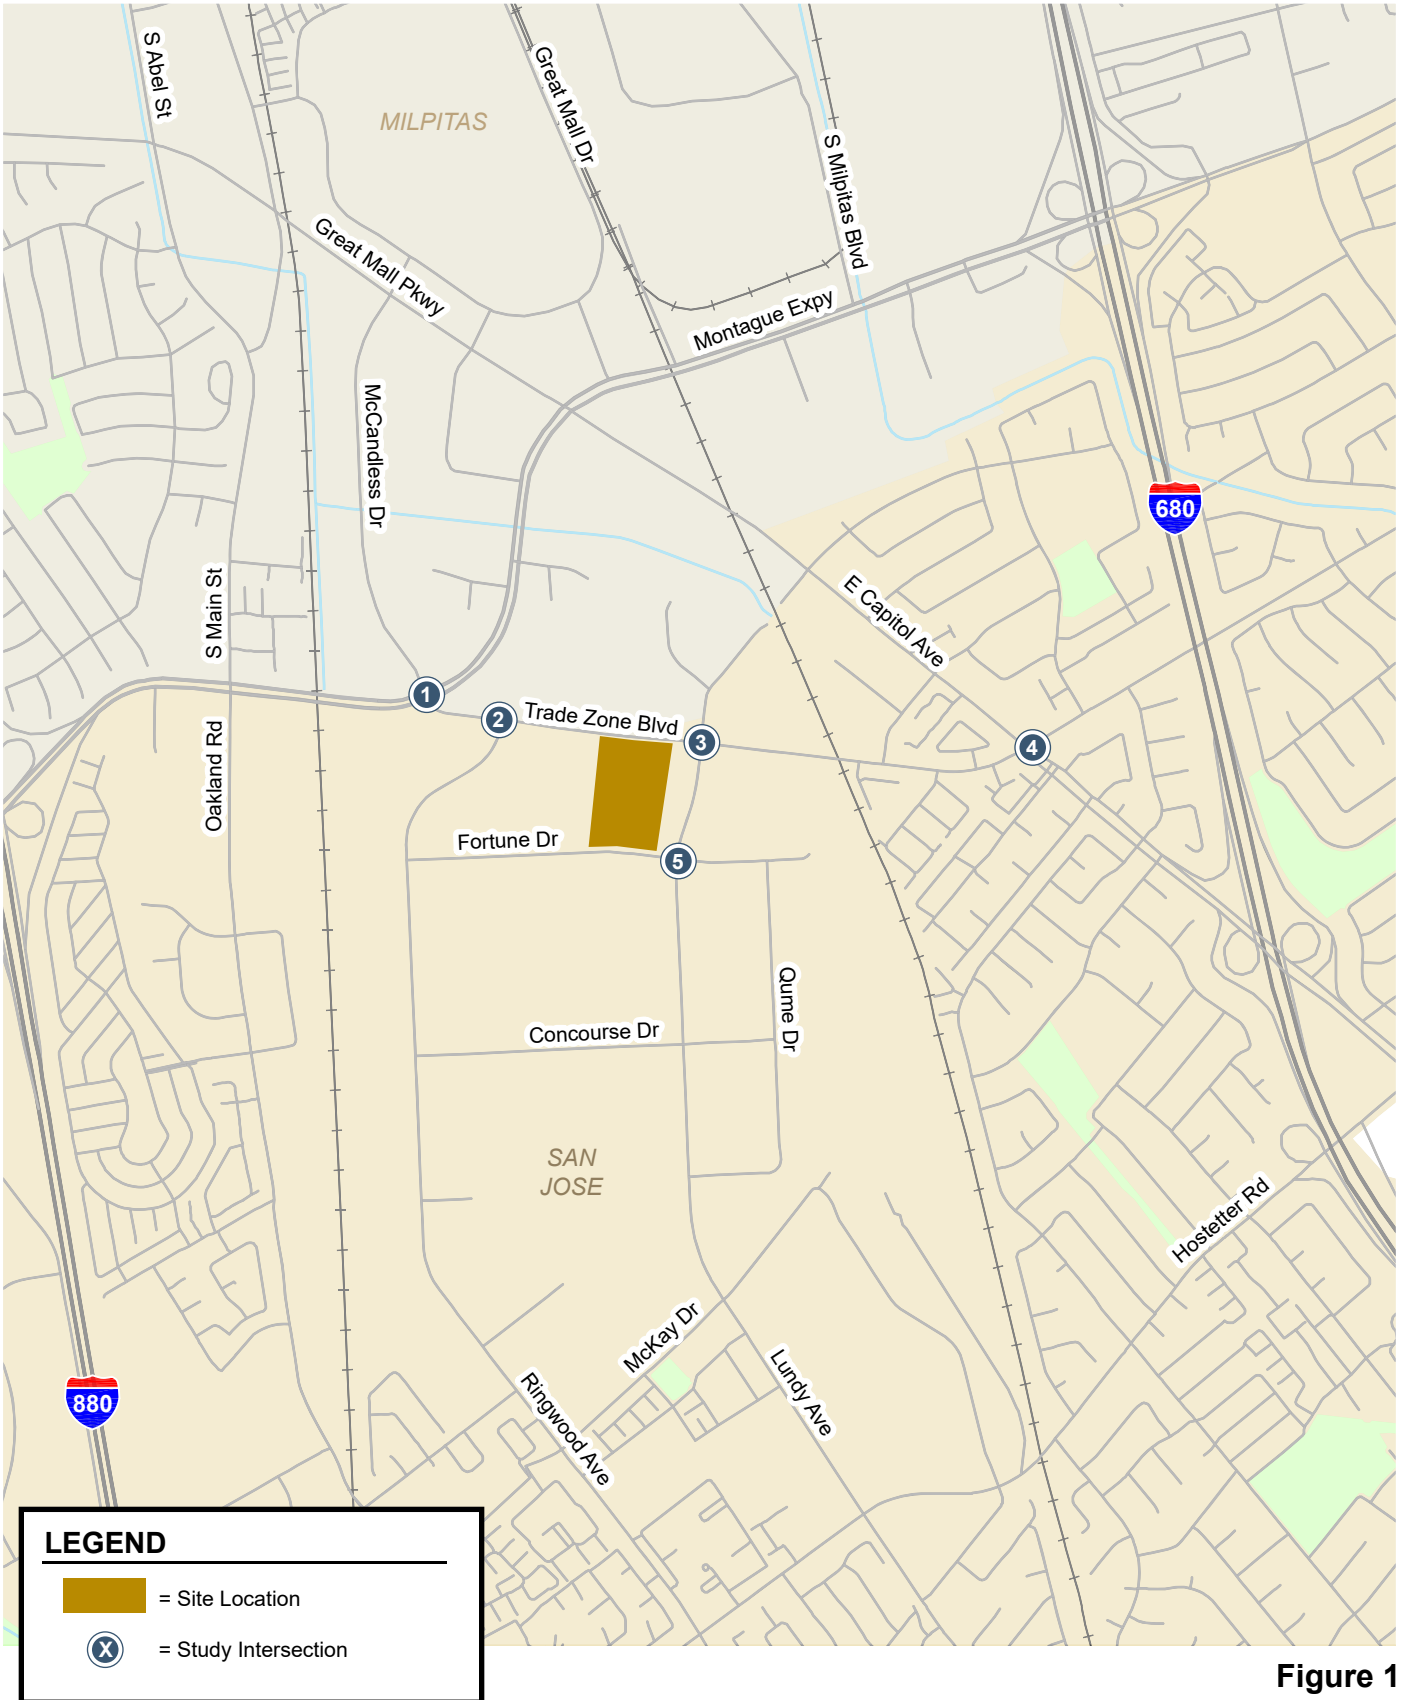 S Abel St
Great Mall Dr
MILPITAS
S Milpitas Blvd
Great Mall Pkwy
Montague Expy
McCandless Dr
680
S Main St
E Capitol Ave
1
2
Trade Zone Blvd
3
4
Oakland Rd
Fortune Dr
5
Qume Dr
Concourse Dr
SAN
JOSE
Hostetter Rd
McKay Dr
Lundy Ave
Ringwood Ave
880
LEGEND
= Site Location
X
= Study Intersection
Figure 1